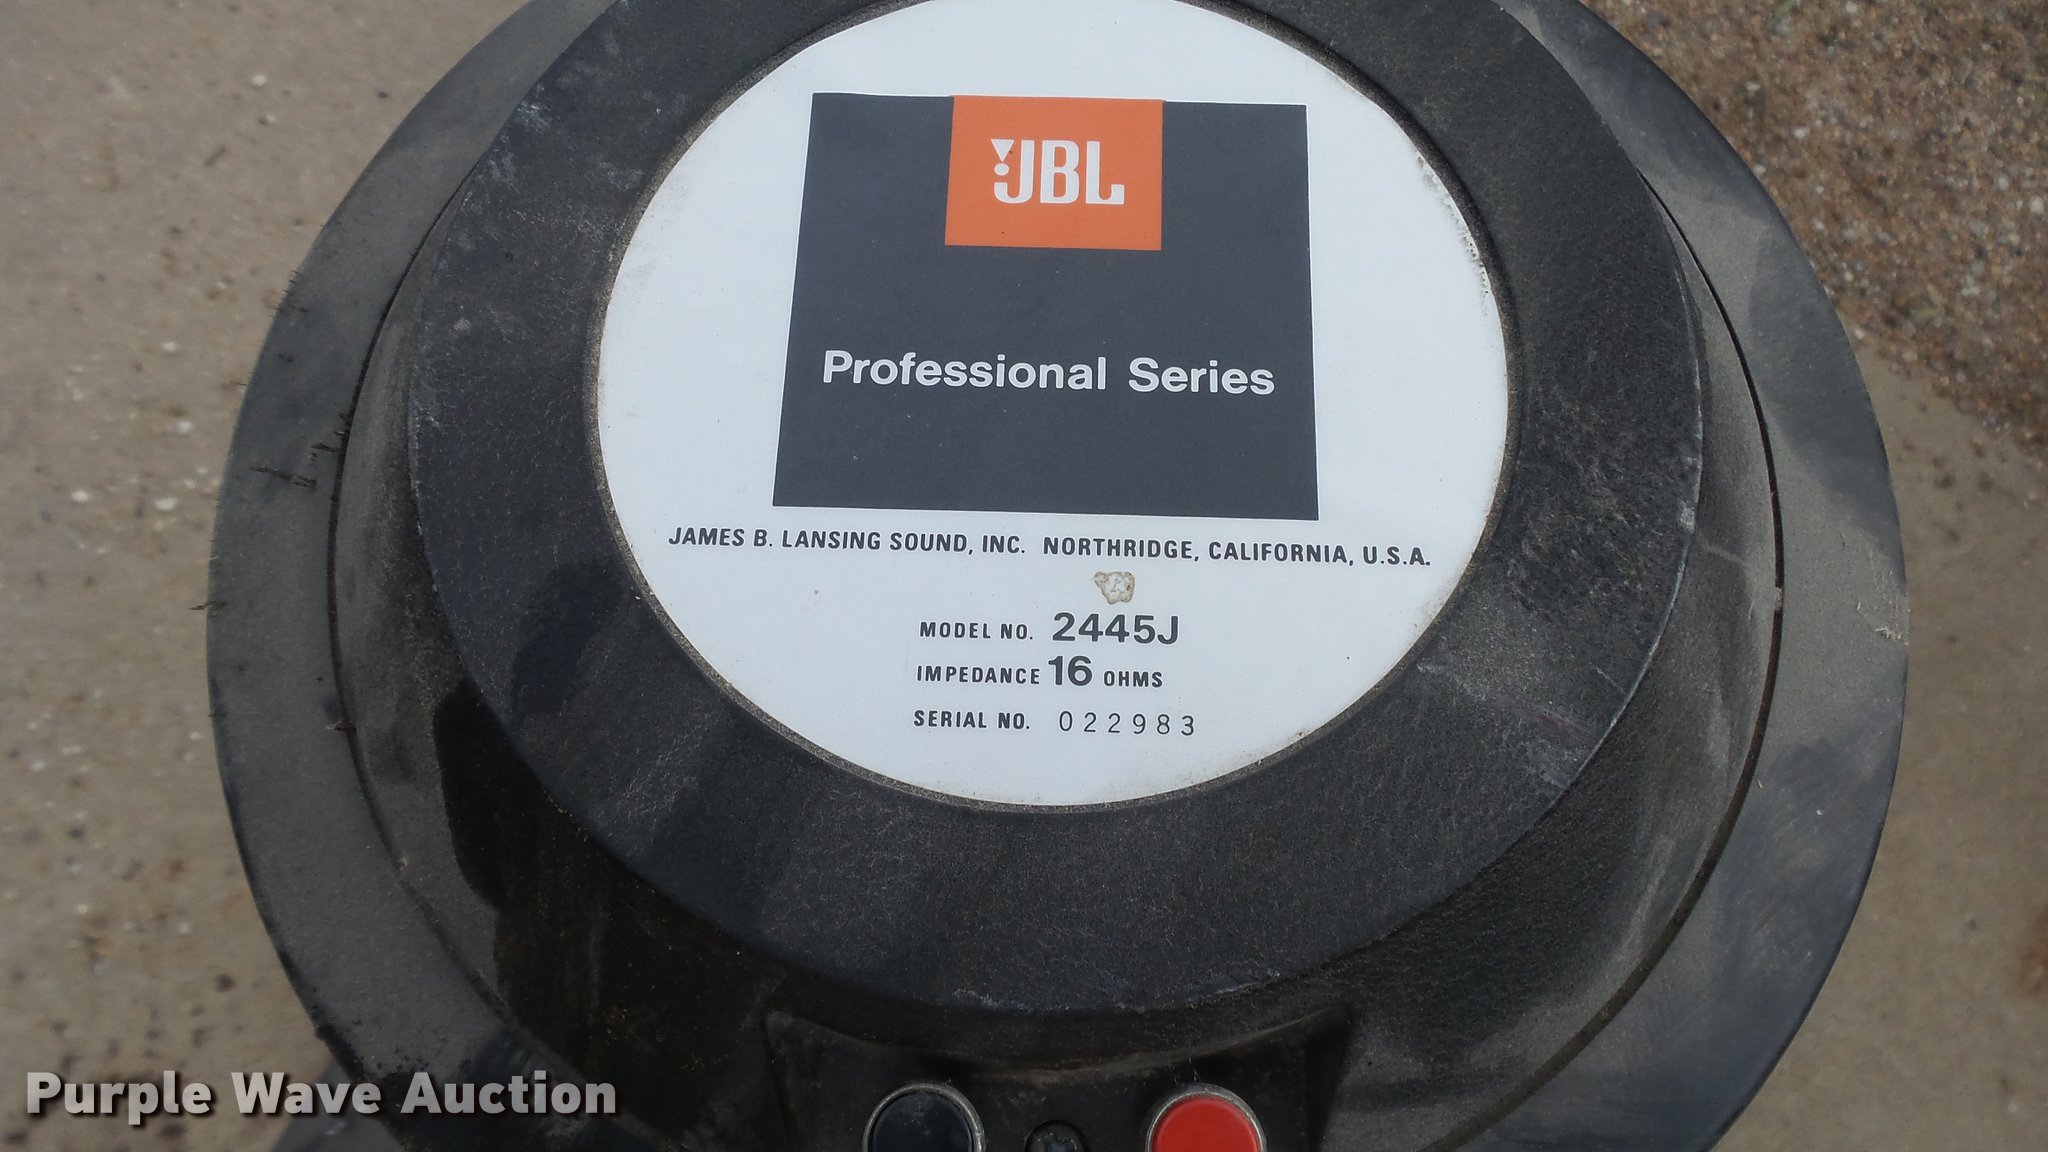 JBL
Professional Series
JAMES B. LANSING SOUND, INC. NORTHRIDGE, CALIFORNIA, U.S.A.
MODEL NO. 2445J
IMPEDANCE 16 OHMS
SERIAL NO. 022983
Purple Wave Auction